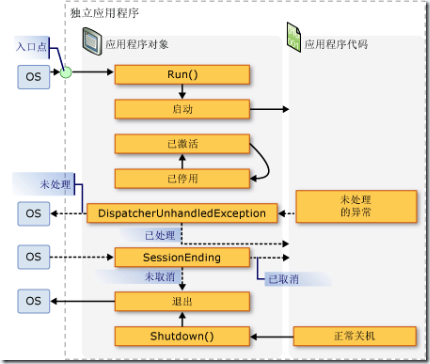 独立应用程序
入口点
应用程序对象
应用程序代码
OS
Run()
启动
已激活
已停用
未处理
未处理
的异常
OS
DispatcherUnhandledException
已处理
OS
SessionEnding
未取消
已取消
OS
退出
Shutdown()
正常关机